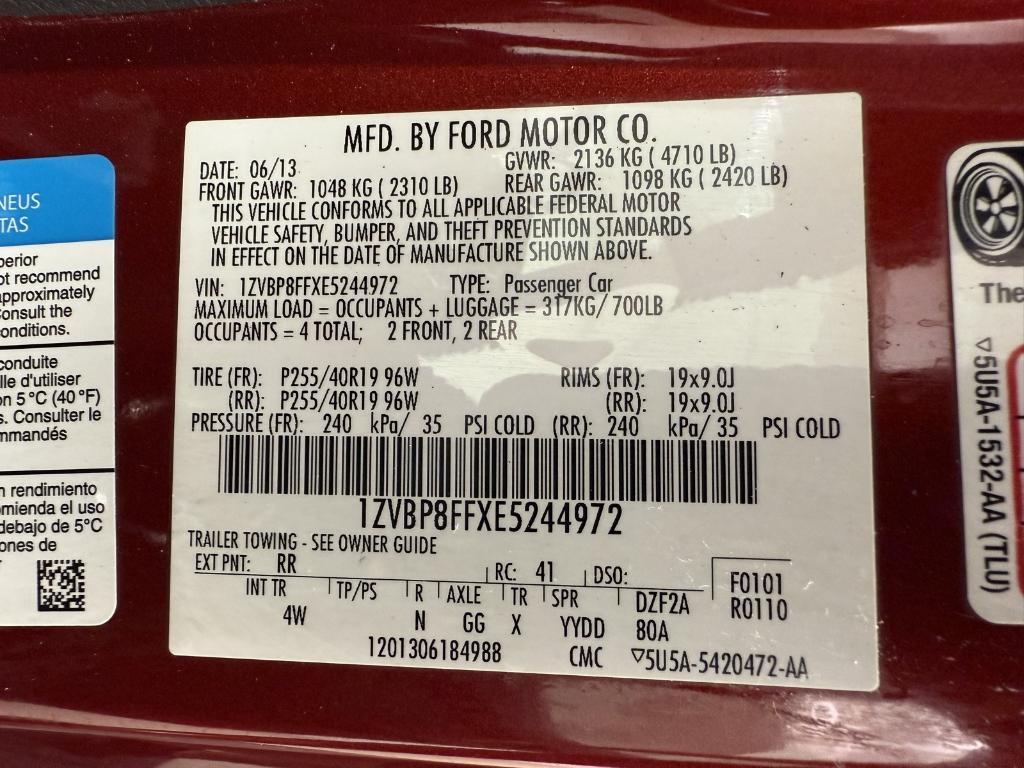 MFD. BY FORD MOTOR CO.
DATE: 06/13 GVWR: 2136 KG ( 4710 LB)
FRONT GAWR: 1048 KG ( 2310 LB) REAR GAWR: 1098 KG ( 2420 LB)
THIS VEHICLE CONFORMS TO ALL APPLICABLE FEDERAL MOTOR
VEHICLE SAFETY, BUMPER, AND THEFT PREVENTION STANDARDS
IN EFFECT ON THE DATE OF MANUFACTURE SHOWN ABOVE.
VIN: 1ZVBP8FFXE5244972 TYPE: Passenger Car
MAXIMUM LOAD = OCCUPANTS + LUGGAGE = 317KG/ 700LB
OCCUPANTS = 4 TOTAL; 2 FRONT, 2 REAR
TIRE (FR): P255/40R19 96W RIMS (FR): 19x9.0J
(RR): P255/40R19 96W (RR): 19x9.0J
PRESSURE (FR): 240 kPa/ 35 PSI COLD (RR): 240 kPa/ 35 PSI COLD
1ZVBP8FFXE5244972
TRAILER TOWING - SEE OWNER GUIDE
EXT PNT: RR RC: 41 DSO: F0101
R0110
INT TR TP/PS R AXLE TR SPR DZF2A
4W N GG X YYDD 80A
1201306184988 CMC ▽5U5A-5420472-AA
NEUS
TAS
perior
ot recommend
approximately
Consult the
conditions.
conduite
lle d'utiliser
on 5 °C (40 °F)
s. Consulter le
mmandés
n rendimiento
omienda el uso
debajo de 5°C
ones de
The
▽5U5A-1532-AA (TLU)